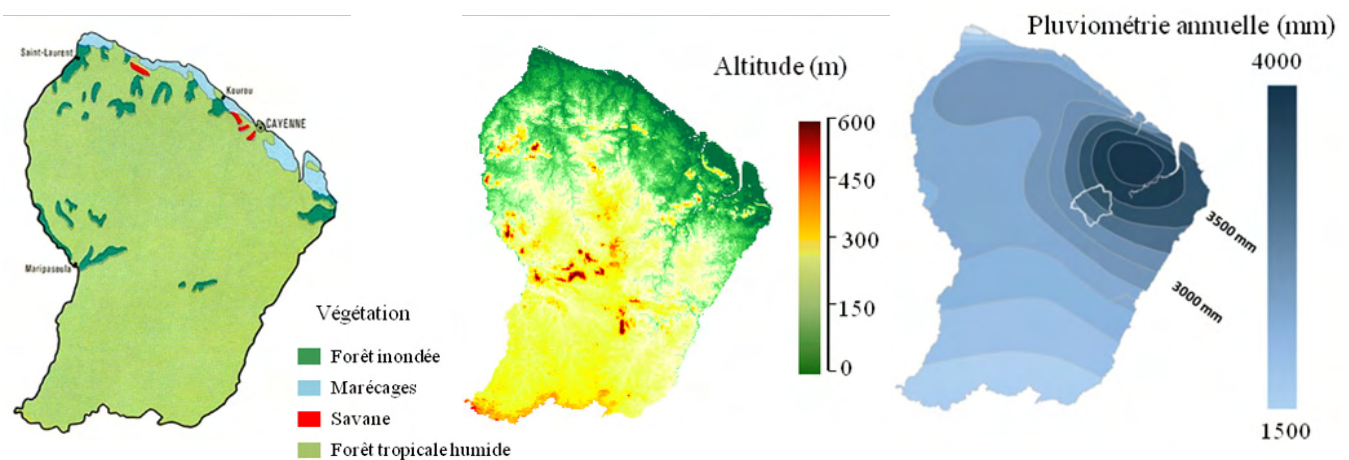 Saint-Laurent
Kourou
CAYENNE
Maripasoula
Végétation
Forêt inondée
Marécages
Savane
Forêt tropicale humide
Altitude (m)
600
450
300
150
0
Pluviométrie annuelle (mm)
4000
3500 mm
3000 mm
1500